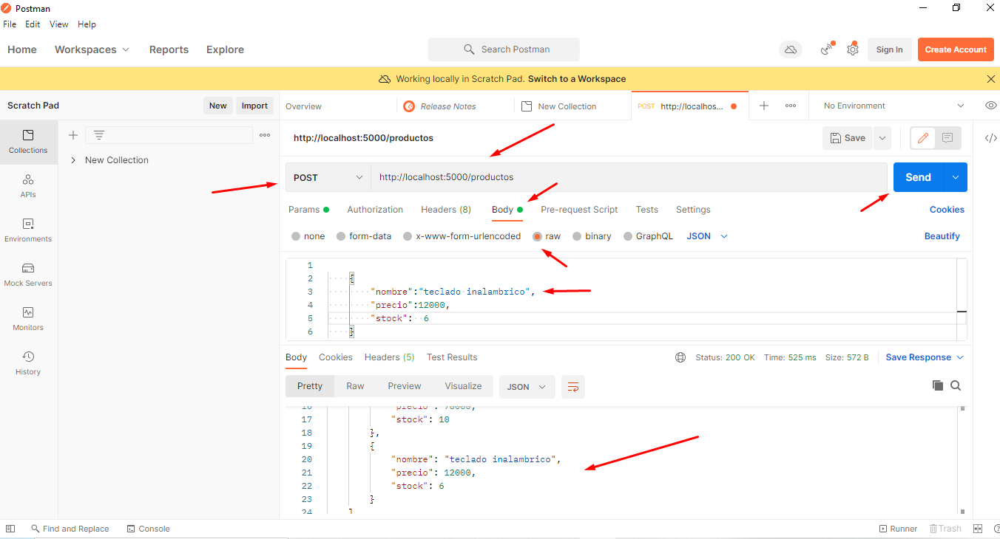 Postman
File Edit View Help
Home Workspaces Reports Explore Search Postman Sign In Create Account
Working locally in Scratch Pad. Switch to a Workspace
Scratch Pad New Import Overview Release Notes New Collection POST http://localhos... No Environment
Collections
New Collection
APIs
Environments
Mock Servers
Monitors
History
http://localhost:5000/productos Save
POST http://localhost:5000/productos Send
Params Authorization Headers (8) Body Pre-request Script Tests Settings Cookies
none form-data x-www-form-urlencoded raw binary GraphQL JSON Beautify
1
2 {
3 "nombre":"teclado inalambrico",
4 "precio":12000,
5 "stock": 6
6 }
Body Cookies Headers (5) Test Results Status: 200 OK Time: 525 ms Size: 572 B Save Response
Pretty Raw Preview Visualize JSON
16 "precio": 70000,
17 "stock": 10
18 },
19 {
20 "nombre": "teclado inalambrico",
21 "precio": 12000,
22 "stock": 6
23 }
24 ]
Find and Replace Console Runner Trash